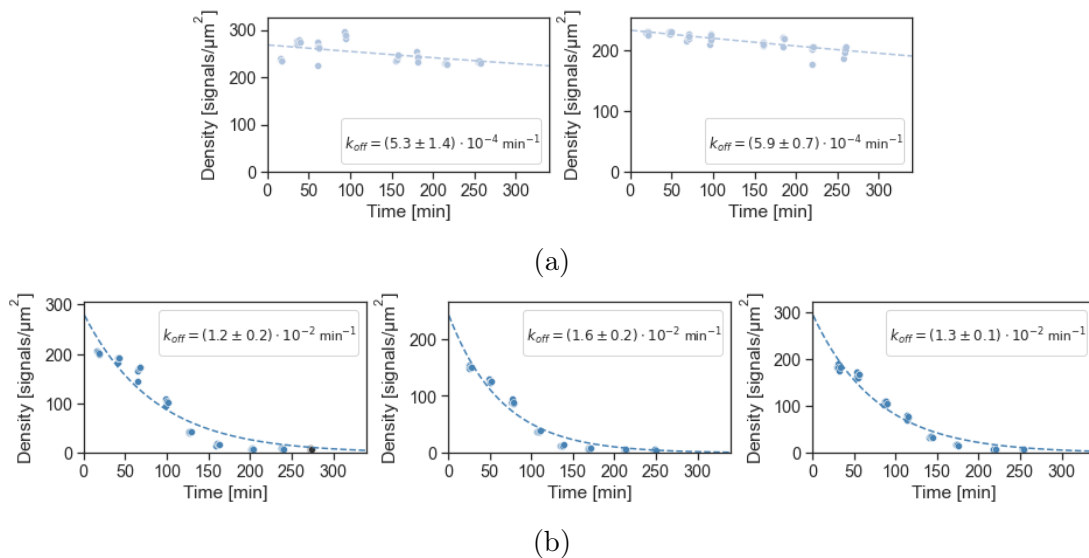 Density [signals/µm²]
300
200
100
0
k_off = (5.3 ± 1.4) · 10⁻⁴ min⁻¹
0 50 100 150 200 250 300
Time [min]
Density [signals/µm²]
200
100
0
k_off = (5.9 ± 0.7) · 10⁻⁴ min⁻¹
0 50 100 150 200 250 300
Time [min]
(a)
Density [signals/µm²]
300
200
100
0
k_off = (1.2 ± 0.2) · 10⁻² min⁻¹
0 50 100 150 200 250 300
Time [min]
Density [signals/µm²]
200
100
0
k_off = (1.6 ± 0.2) · 10⁻² min⁻¹
0 50 100 150 200 250 300
Time [min]
Density [signals/µm²]
300
200
100
0
k_off = (1.3 ± 0.1) · 10⁻² min⁻¹
0 50 100 150 200 250 300
Time [min]
(b)